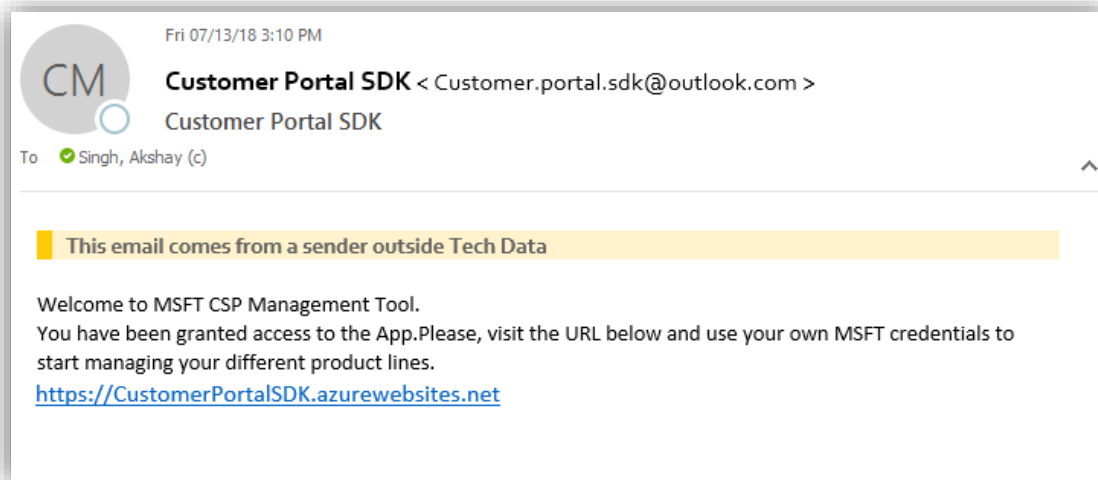 Fri 07/13/18 3:10 PM
CM
Customer Portal SDK < Customer.portal.sdk@outlook.com >
Customer Portal SDK
To Singh, Akshay (c)
This email comes from a sender outside Tech Data
Welcome to MSFT CSP Management Tool.
You have been granted access to the App.Please, visit the URL below and use your own MSFT credentials to
start managing your different product lines.
https://CustomerPortalSDK.azurewebsites.net